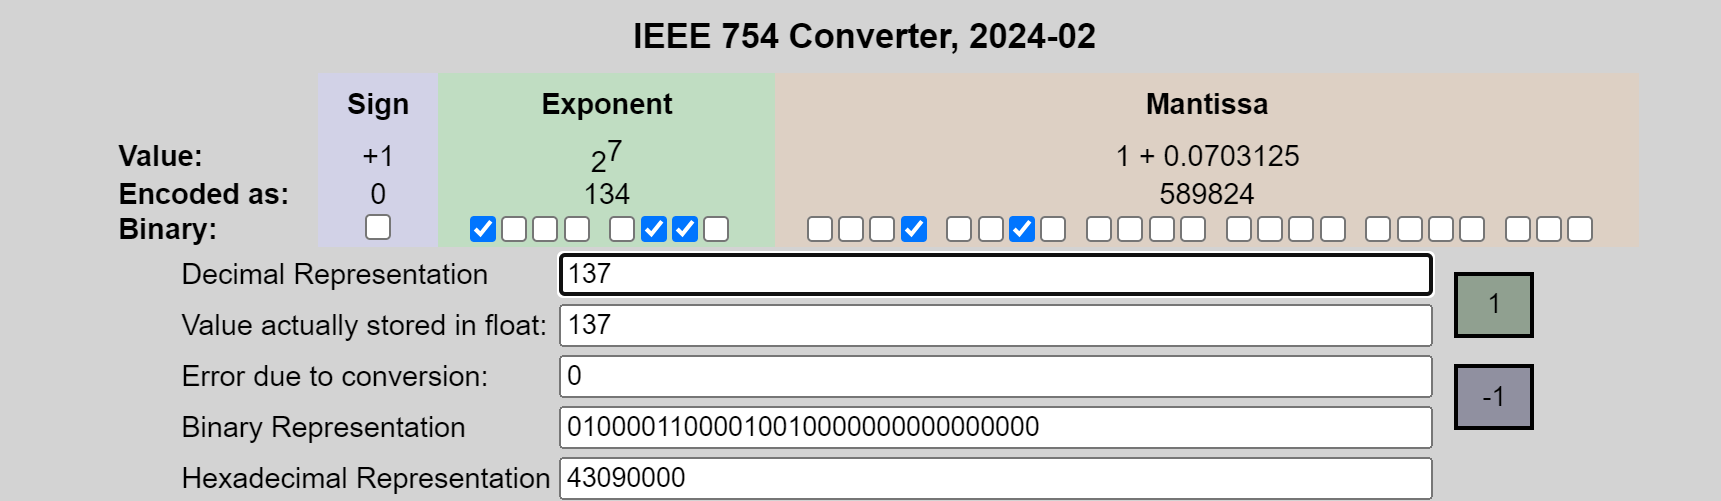 IEEE 754 Converter, 2024-02
Sign Exponent Mantissa
Value: +1 2^7 1 + 0.0703125
Encoded as: 0 134 589824
Binary:
Decimal Representation 137
Value actually stored in float: 137
1
Error due to conversion: 0
-1
Binary Representation 01000011000010010000000000000000
Hexadecimal Representation 43090000